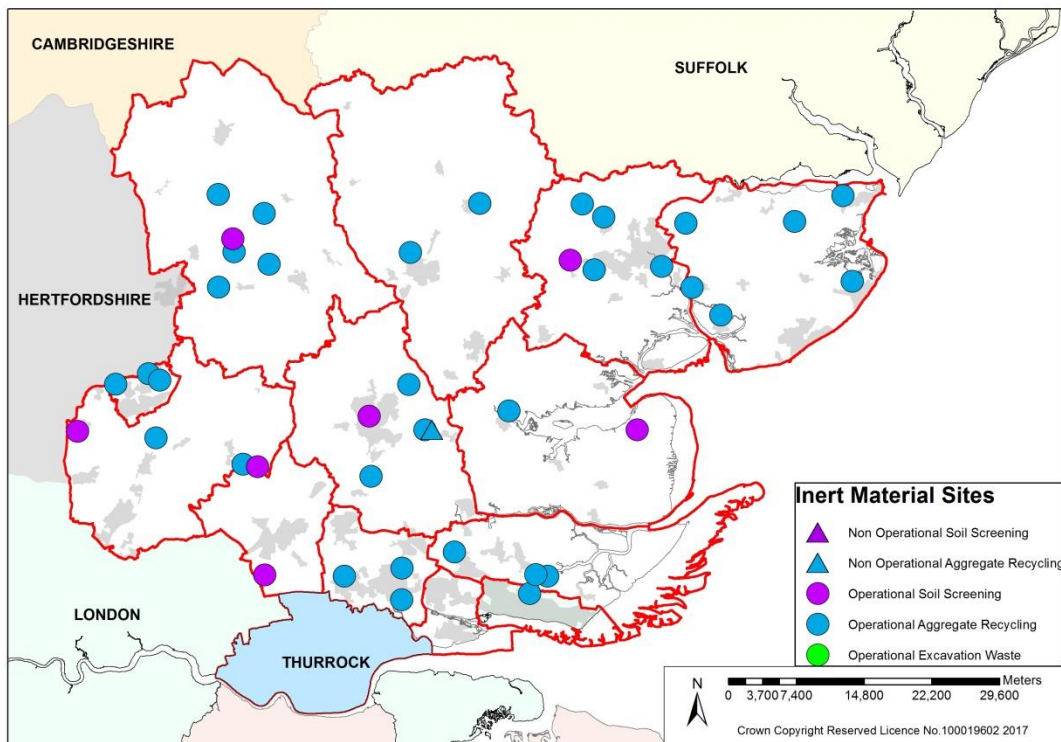 CAMBRIDGESHIRE
SUFFOLK
HERTFORDSHIRE
LONDON
THURROCK
Inert Material Sites
Non Operational Soil Screening
Non Operational Aggregate Recycling
Operational Soil Screening
Operational Aggregate Recycling
Operational Excavation Waste
N
Meters
0 3,700 7,400 14,800 22,200 29,600
Crown Copyright Reserved Licence No.100019602 2017